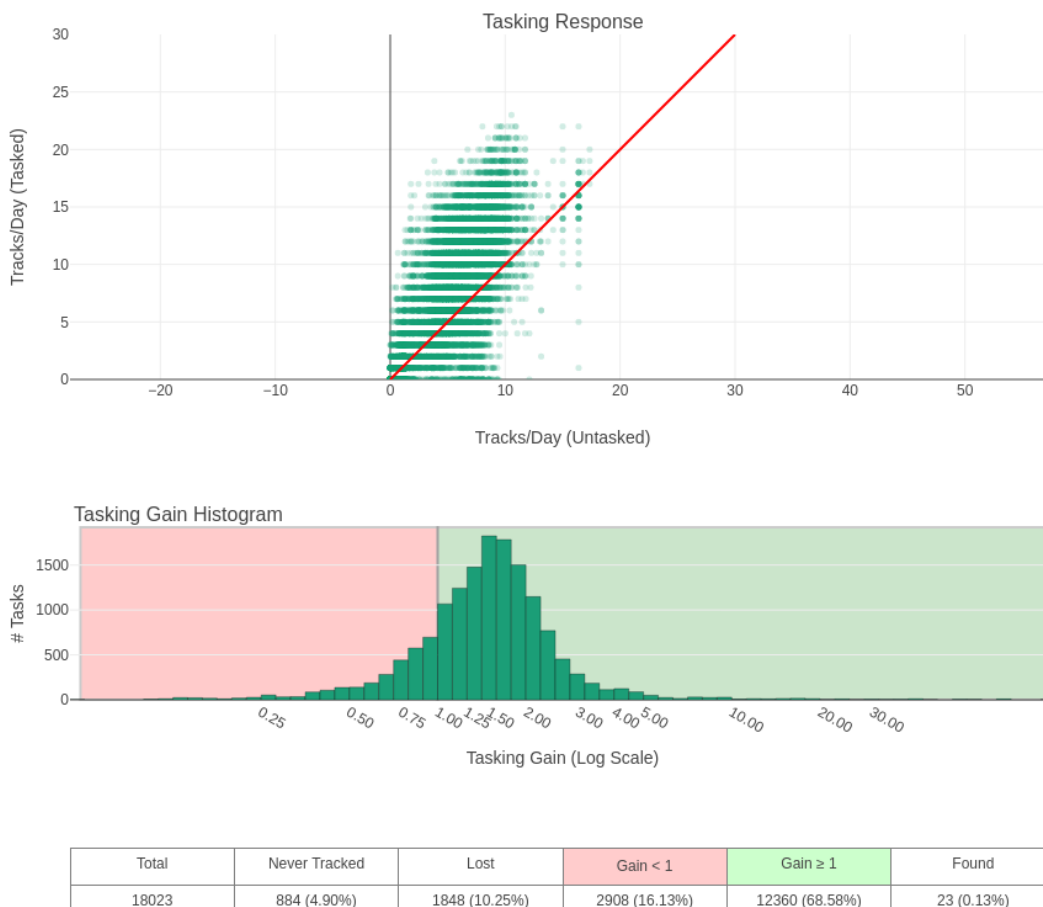 Tasking Response
30
25
20
15
10
5
0
Tracks/Day (Tasked)
−20 −10 0 10 20 30 40 50
Tracks/Day (Untasked)
Tasking Gain Histogram
1500
1000
500
0
# Tasks
0.25 0.50 0.75 1.00 1.25 1.50 2.00 3.00 4.00 5.00 10.00 20.00 30.00
Tasking Gain (Log Scale)
Total Never Tracked Lost Gain < 1 Gain ≥ 1 Found
18023 884 (4.90%) 1848 (10.25%) 2908 (16.13%) 12360 (68.58%) 23 (0.13%)